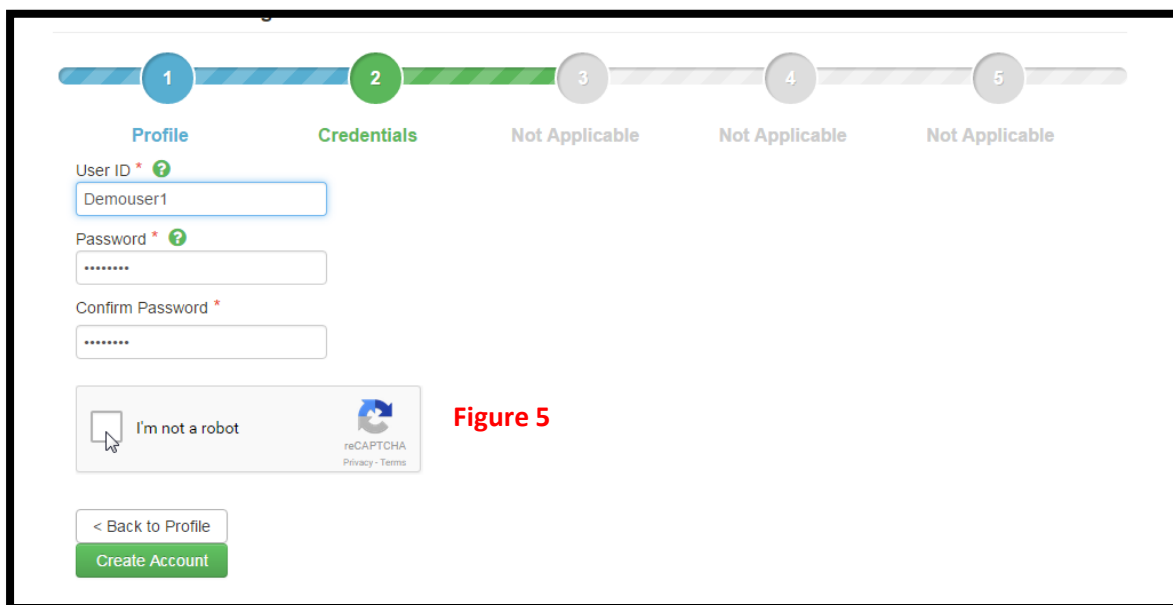 1 2 3 4 5
Profile Credentials Not Applicable Not Applicable Not Applicable
User ID * ?
Demouser1
Password * ?
••••••••
Confirm Password *
••••••••
I'm not a robot
reCAPTCHA
Privacy - Terms
Figure 5
< Back to Profile
Create Account